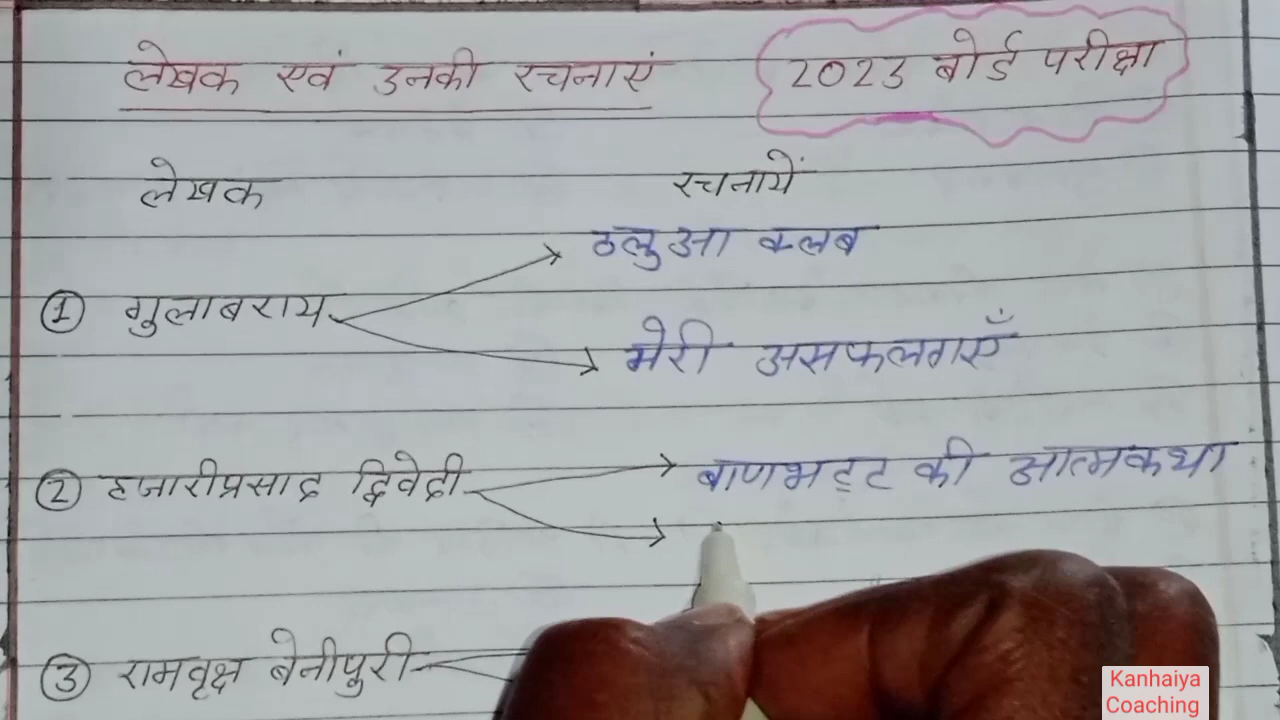 लेखक एवं उनकी रचनाएं
2023 बोर्ड परीक्षा
लेखक रचनायें
ठलुआ क्लब
① गुलाबराय
मेरी असफलताएँ
② हजारीप्रसाद द्विवेदी बाणभट्ट की आत्मकथा
③ रामवृक्ष बेनीपुरी
Kanhaiya
Coaching